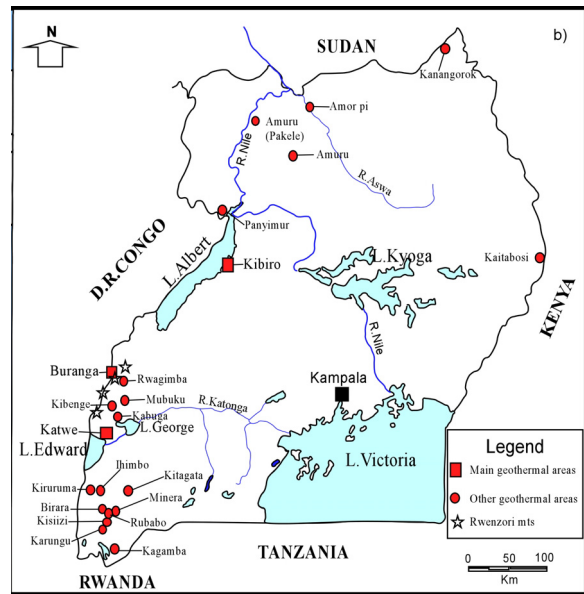 N
SUDAN
b)
Kanangorok
Amor pi
Amuru
(Pakele)
Amuru
R.Nile
R.Aswa
Panyimur
D.R.CONGO
L.Albert
Kibiro
L.Kyoga
Kaitabosi
KENYA
R.Nile
Buranga
Rwagimba
Kampala
Kibenge
Mubuku
R.Katonga
Kabuga
Katwe
L.George
L.Edward
L.Victoria
Ihimbo
Kiruruma
Kitagata
Birara
Minera
Kisiizi
Rubabo
Karungu
Kagamba
TANZANIA
RWANDA
Legend
Main geothermal areas
Other geothermal areas
Rwenzori mts
0 50 100
Km